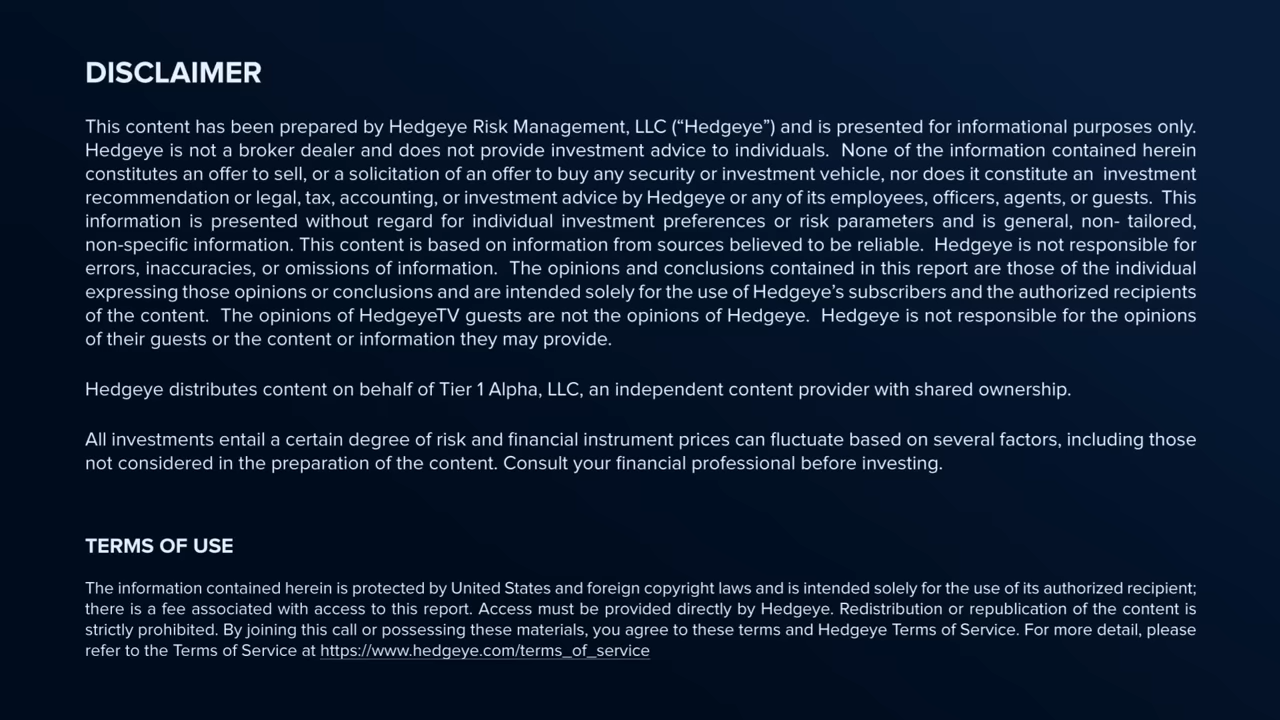 DISCLAIMER
This content has been prepared by Hedgeye Risk Management, LLC (“Hedgeye”) and is presented for informational purposes only.
Hedgeye is not a broker dealer and does not provide investment advice to individuals.  None of the information contained herein
constitutes an offer to sell, or a solicitation of an offer to buy any security or investment vehicle, nor does it constitute an  investment
recommendation or legal, tax, accounting, or investment advice by Hedgeye or any of its employees, officers, agents, or guests.  This
information is presented without regard for individual investment preferences or risk parameters and is general, non- tailored,
non-specific information. This content is based on information from sources believed to be reliable.  Hedgeye is not responsible for
errors, inaccuracies, or omissions of information.  The opinions and conclusions contained in this report are those of the individual
expressing those opinions or conclusions and are intended solely for the use of Hedgeye’s subscribers and the authorized recipients
of the content.  The opinions of HedgeyeTV guests are not the opinions of Hedgeye.  Hedgeye is not responsible for the opinions
of their guests or the content or information they may provide.
Hedgeye distributes content on behalf of Tier 1 Alpha, LLC, an independent content provider with shared ownership.
All investments entail a certain degree of risk and financial instrument prices can fluctuate based on several factors, including those
not considered in the preparation of the content. Consult your financial professional before investing.
TERMS OF USE
The information contained herein is protected by United States and foreign copyright laws and is intended solely for the use of its authorized recipient;
there is a fee associated with access to this report. Access must be provided directly by Hedgeye. Redistribution or republication of the content is
strictly prohibited. By joining this call or possessing these materials, you agree to these terms and Hedgeye Terms of Service. For more detail, please
refer to the Terms of Service at https://www.hedgeye.com/terms_of_service